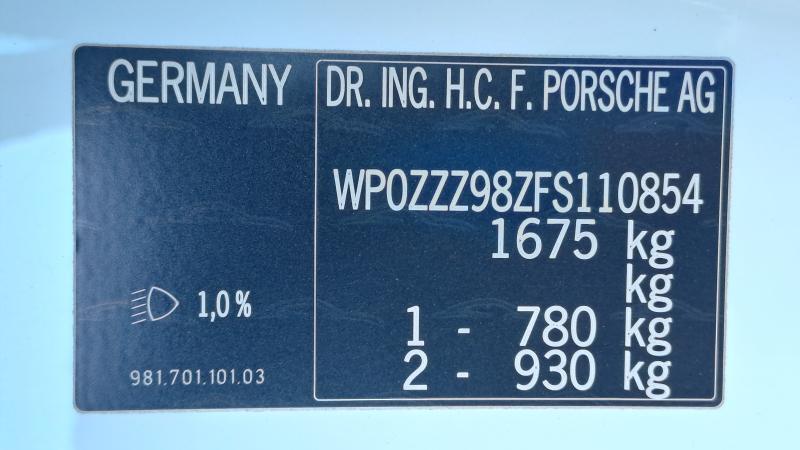 GERMANY
DR. ING. H.C. F. PORSCHE AG
WP0ZZZ98ZFS110854
1675 kg
kg
1 - 780 kg
2 - 930 kg
1,0%
981.701.101.03